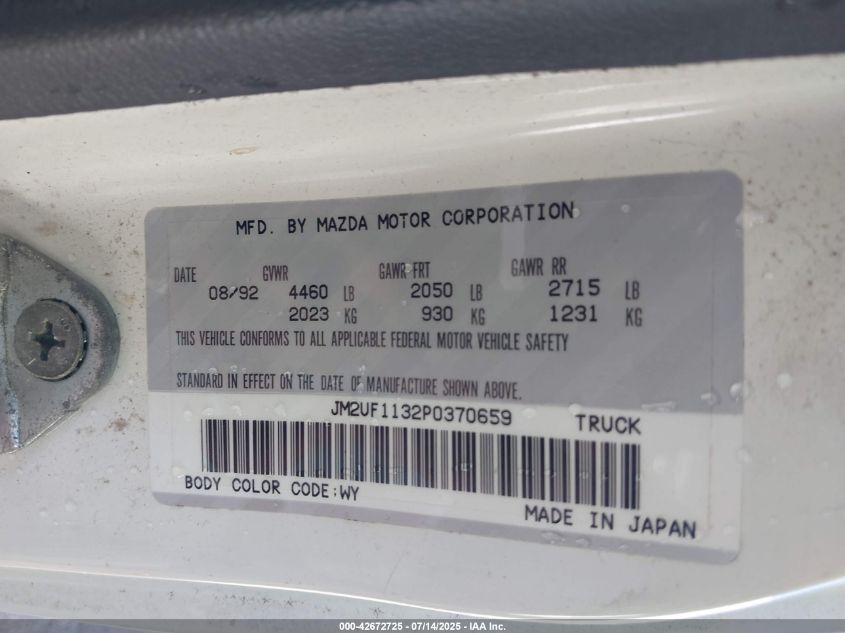 MFD. BY MAZDA MOTOR CORPORATION
DATE GVWR GAWR FRT GAWR RR
08/92 4460 LB 2050 LB 2715 LB
2023 KG 930 KG 1231 KG
THIS VEHICLE CONFORMS TO ALL APPLICABLE FEDERAL MOTOR VEHICLE SAFETY
STANDARD IN EFFECT ON THE DATE OF MANUFACTURE SHOWN ABOVE.
JM2UF1132P0370659 TRUCK
BODY COLOR CODE:WY
MADE IN JAPAN
000-42672725 - 07/14/2025 - IAA Inc.